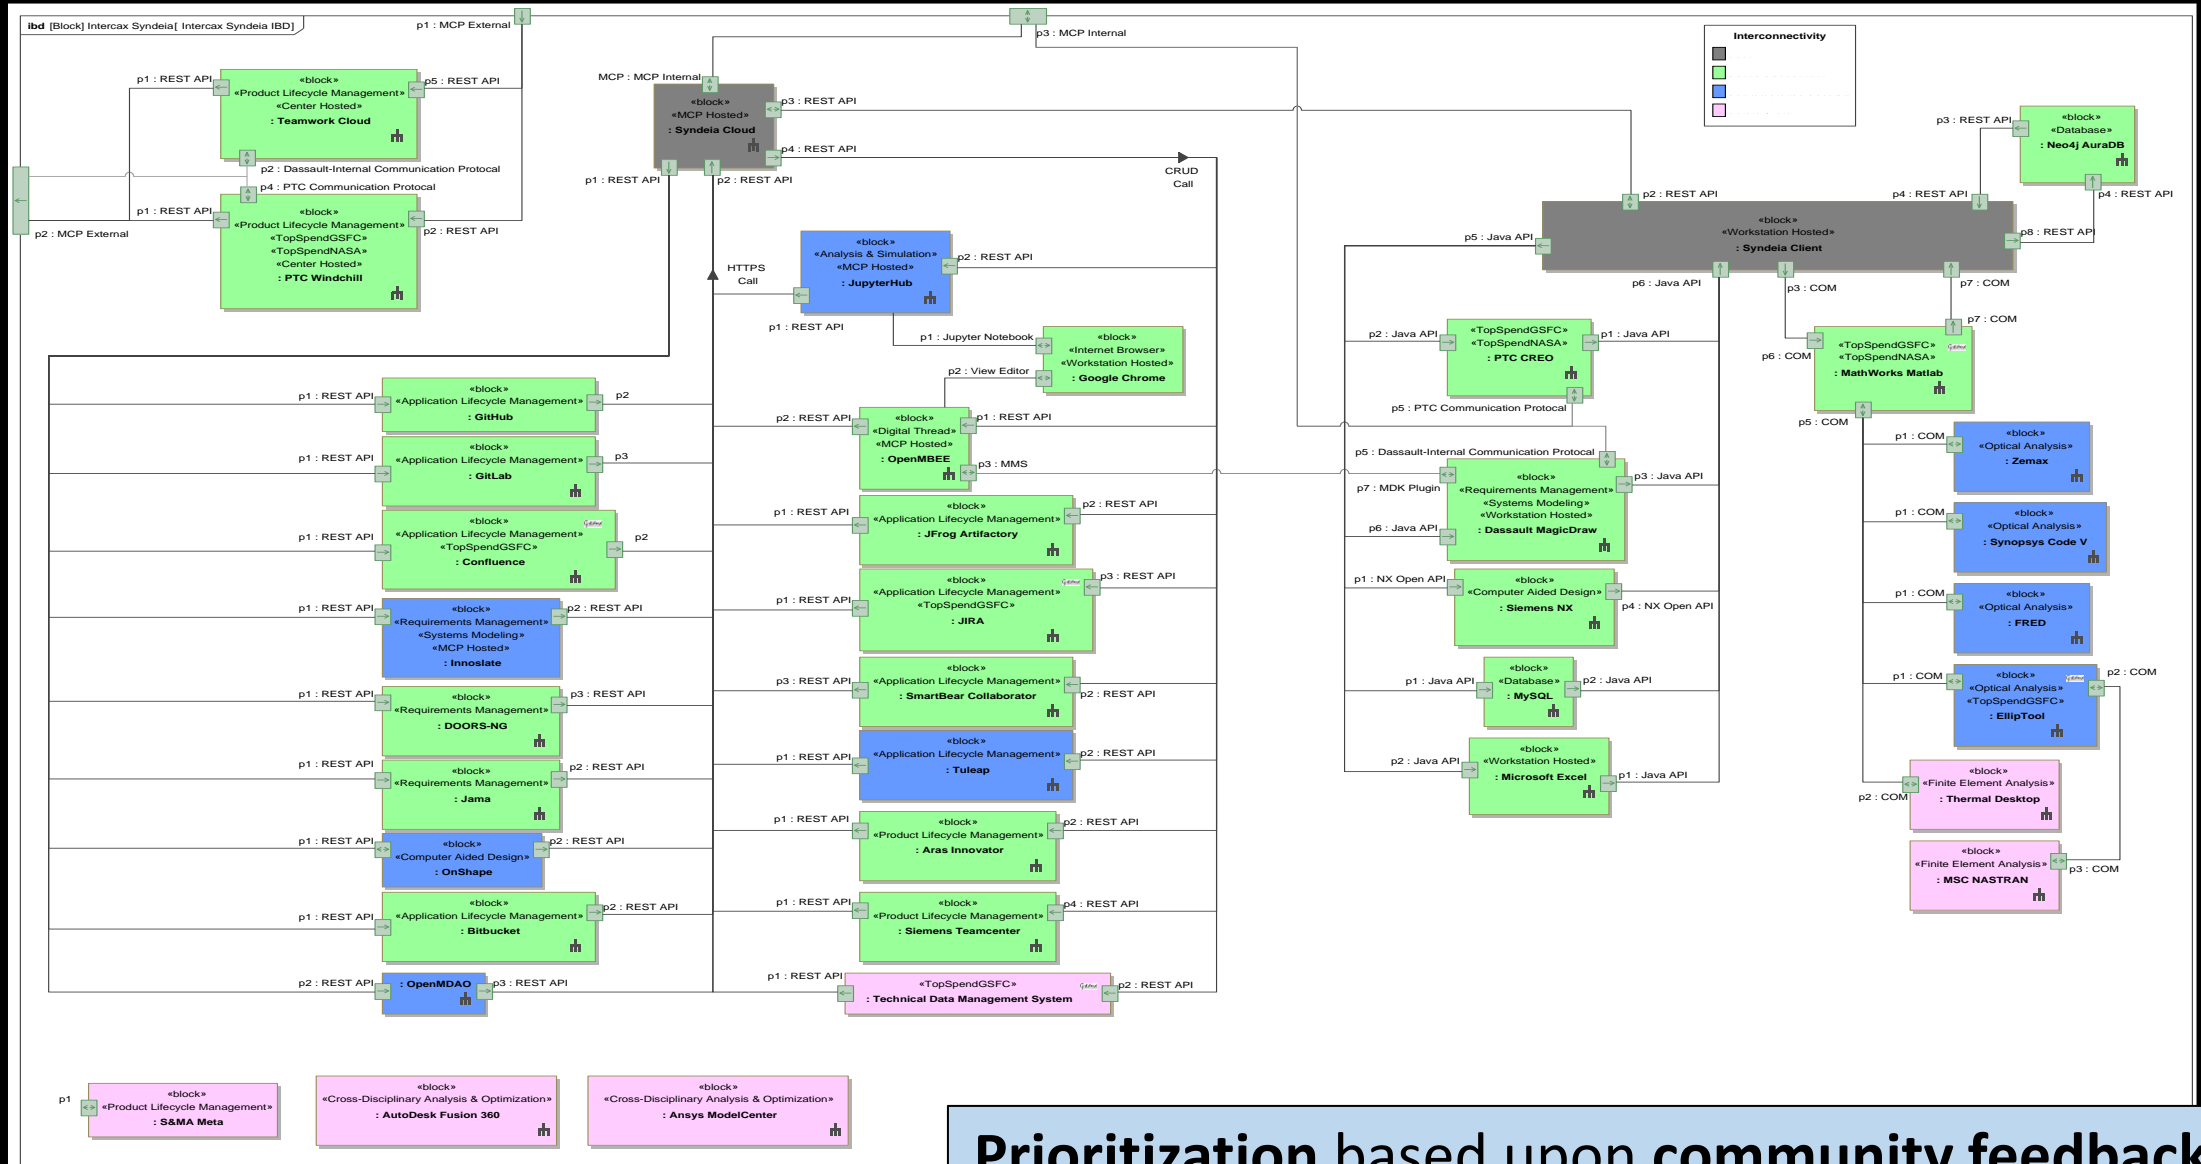 ibd [Block] Intercax Syndeia[ Intercax Syndeia IBD]
p1 : MCP External
p3 : MCP Internal
p2 : MCP External
Interconnectivity
p1 : REST API
p5 : REST API
«block»
«Product Lifecycle Management»
«Center Hosted»
: Teamwork Cloud
p2 : Dassault-Internal Communication Protocal
p4 : PTC Communication Protocal
p1 : REST API
p2 : REST API
«block»
«Product Lifecycle Management»
«TopSpendGSFC»
«TopSpendNASA»
«Center Hosted»
: PTC Windchill
MCP : MCP Internal
«block»
«MCP Hosted»
: Syndeia Cloud
p3 : REST API
p4 : REST API
p1 : REST API
p2 : REST API
CRUD
Call
HTTPS
Call
«block»
«Analysis & Simulation»
«MCP Hosted»
: JupyterHub
p2 : REST API
p1 : REST API
p1 : Jupyter Notebook
«block»
«Internet Browser»
«Workstation Hosted»
: Google Chrome
p2 : View Editor
p1 : REST API
«block»
«Application Lifecycle Management»
: GitHub
p2
p1 : REST API
«block»
«Application Lifecycle Management»
: GitLab
p3
p1 : REST API
«block»
«Application Lifecycle Management»
«TopSpendGSFC»
: Confluence
p2
p1 : REST API
«block»
«Requirements Management»
«Systems Modeling»
«MCP Hosted»
: Innoslate
p2 : REST API
p1 : REST API
«block»
«Requirements Management»
: DOORS-NG
p3 : REST API
p1 : REST API
«block»
«Requirements Management»
: Jama
p2 : REST API
p1 : REST API
«block»
«Computer Aided Design»
: OnShape
p2 : REST API
p1 : REST API
«block»
«Application Lifecycle Management»
: Bitbucket
p2 : REST API
p2 : REST API
: OpenMDAO
p3 : REST API
p2 : REST API
«block»
«Digital Thread»
«MCP Hosted»
: OpenMBEE
p1 : REST API
p3 : MMS
p1 : REST API
«block»
«Application Lifecycle Management»
: JFrog Artifactory
p2 : REST API
p1 : REST API
«block»
«Application Lifecycle Management»
«TopSpendGSFC»
: JIRA
p3 : REST API
p3 : REST API
«block»
«Application Lifecycle Management»
: SmartBear Collaborator
p2 : REST API
p1 : REST API
«block»
«Application Lifecycle Management»
: Tuleap
p2 : REST API
p1 : REST API
«block»
«Product Lifecycle Management»
: Aras Innovator
p2 : REST API
p1 : REST API
«block»
«Product Lifecycle Management»
: Siemens Teamcenter
p4 : REST API
p1 : REST API
«TopSpendGSFC»
: Technical Data Management System
p2 : REST API
p3 : REST API
«block»
«Database»
: Neo4j AuraDB
p4 : REST API
p2 : REST API
p4 : REST API
p5 : Java API
«block»
«Workstation Hosted»
: Syndeia Client
p8 : REST API
p6 : Java API
p3 : COM
p7 : COM
p2 : Java API
«TopSpendGSFC»
«TopSpendNASA»
: PTC CREO
p1 : Java API
p5 : PTC Communication Protocal
p7 : COM
p6 : COM
«TopSpendGSFC»
«TopSpendNASA»
: MathWorks Matlab
p5 : COM
p5 : Dassault-Internal Communication Protocal
p7 : MDK Plugin
«block»
«Requirements Management»
«Systems Modeling»
«Workstation Hosted»
: Dassault MagicDraw
p3 : Java API
p6 : Java API
p1 : NX Open API
«block»
«Computer Aided Design»
: Siemens NX
p4 : NX Open API
p1 : Java API
«block»
«Database»
: MySQL
p2 : Java API
p2 : Java API
«block»
«Workstation Hosted»
: Microsoft Excel
p1 : Java API
p1 : COM
«block»
«Optical Analysis»
: Zemax
p1 : COM
«block»
«Optical Analysis»
: Synopsys Code V
p1 : COM
«block»
«Optical Analysis»
: FRED
p1 : COM
«block»
«Optical Analysis»
«TopSpendGSFC»
: EllipTool
p2 : COM
p2 : COM
«block»
«Finite Element Analysis»
: Thermal Desktop
«block»
«Finite Element Analysis»
: MSC NASTRAN
p3 : COM
p1
«block»
«Product Lifecycle Management»
: S&MA Meta
«block»
«Cross-Disciplinary Analysis & Optimization»
: AutoDesk Fusion 360
«block»
«Cross-Disciplinary Analysis & Optimization»
: Ansys ModelCenter
Prioritization based upon community feedback